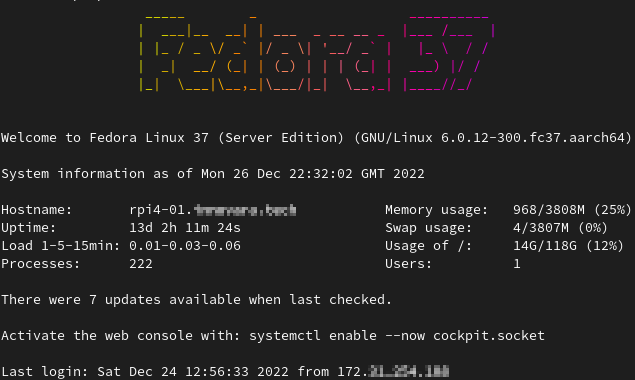 Fedora 37
Welcome to Fedora Linux 37 (Server Edition) (GNU/Linux 6.0.12-300.fc37.aarch64)
System information as of Mon 26 Dec 22:32:02 GMT 2022
Hostname: rpi4-01. Memory usage: 968/3808M (25%)
Uptime: 13d 2h 11m 24s Swap usage: 4/3807M (0%)
Load 1-5-15min: 0.01-0.03-0.06 Usage of /: 14G/118G (12%)
Processes: 222 Users: 1
There were 7 updates available when last checked.
Activate the web console with: systemctl enable --now cockpit.socket
Last login: Sat Dec 24 12:56:33 2022 from 172.